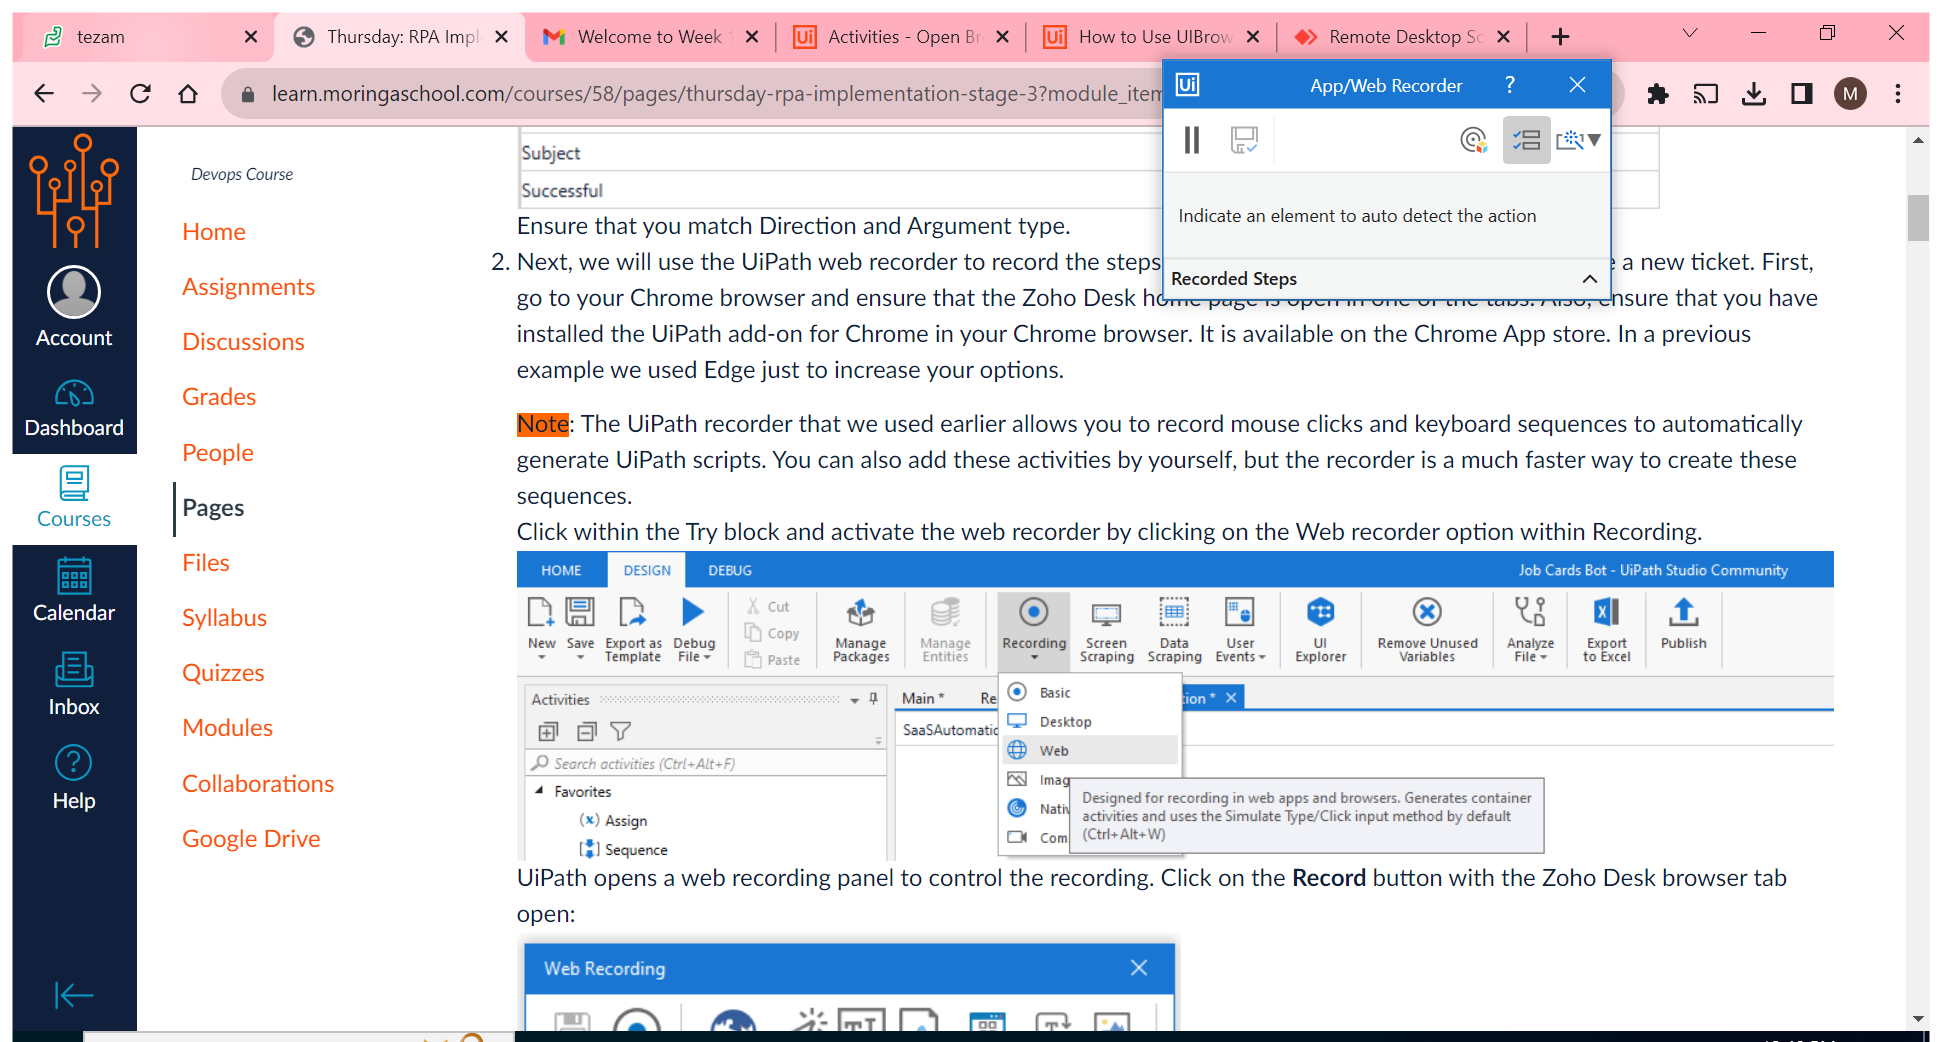 tezam
Thursday: RPA Impl
Welcome to Week
Activities - Open Br
How to Use UIBrow
Remote Desktop Sc
learn.moringaschool.com/courses/58/pages/thursday-rpa-implementation-stage-3?module_item
M
Ui App/Web Recorder ?
Indicate an element to auto detect the action
Recorded Steps
Account
Dashboard
Courses
Calendar
Inbox
Help
Devops Course
Home
Assignments
Discussions
Grades
People
Pages
Files
Syllabus
Quizzes
Modules
Collaborations
Google Drive
Subject
Successful
Ensure that you match Direction and Argument type.
2. Next, we will use the UiPath web recorder to record the steps a new ticket. First,
go to your Chrome browser and ensure that the Zoho Desk home page is open in one of the tabs. Also, ensure that you have
installed the UiPath add-on for Chrome in your Chrome browser. It is available on the Chrome App store. In a previous
example we used Edge just to increase your options.
Note: The UiPath recorder that we used earlier allows you to record mouse clicks and keyboard sequences to automatically
generate UiPath scripts. You can also add these activities by yourself, but the recorder is a much faster way to create these
sequences.
Click within the Try block and activate the web recorder by clicking on the Web recorder option within Recording.
HOME DESIGN DEBUG Job Cards Bot - UiPath Studio Community
New
Save
Export as
Template
Debug
File
Cut
Copy
Paste
Manage
Packages
Manage
Entities
Recording
Screen
Scraping
Data
Scraping
User
Events
UI
Explorer
Remove Unused
Variables
Analyze
File
Export
to Excel
Publish
Activities
Search activities (Ctrl+Alt+F)
Favorites
(x) Assign
Sequence
Main * Re tion *
SaaSAutomatic
Basic
Desktop
Web
Imag
Nativ
Com
Designed for recording in web apps and browsers. Generates container
activities and uses the Simulate Type/Click input method by default
(Ctrl+Alt+W)
UiPath opens a web recording panel to control the recording. Click on the Record button with the Zoho Desk browser tab
open:
Web Recording